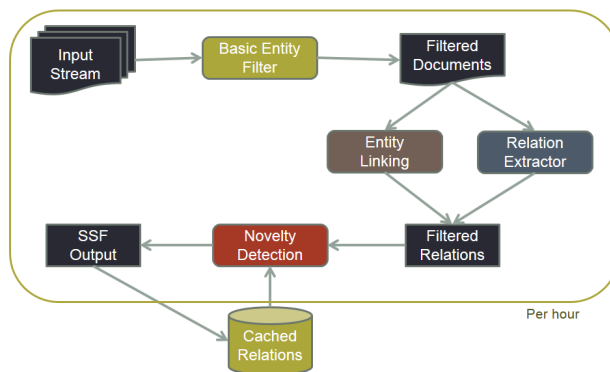 Input
Stream
Basic Entity
Filter
Filtered
Documents
Entity
Linking
Relation
Extractor
SSF
Output
Novelty
Detection
Filtered
Relations
Per hour
Cached
Relations